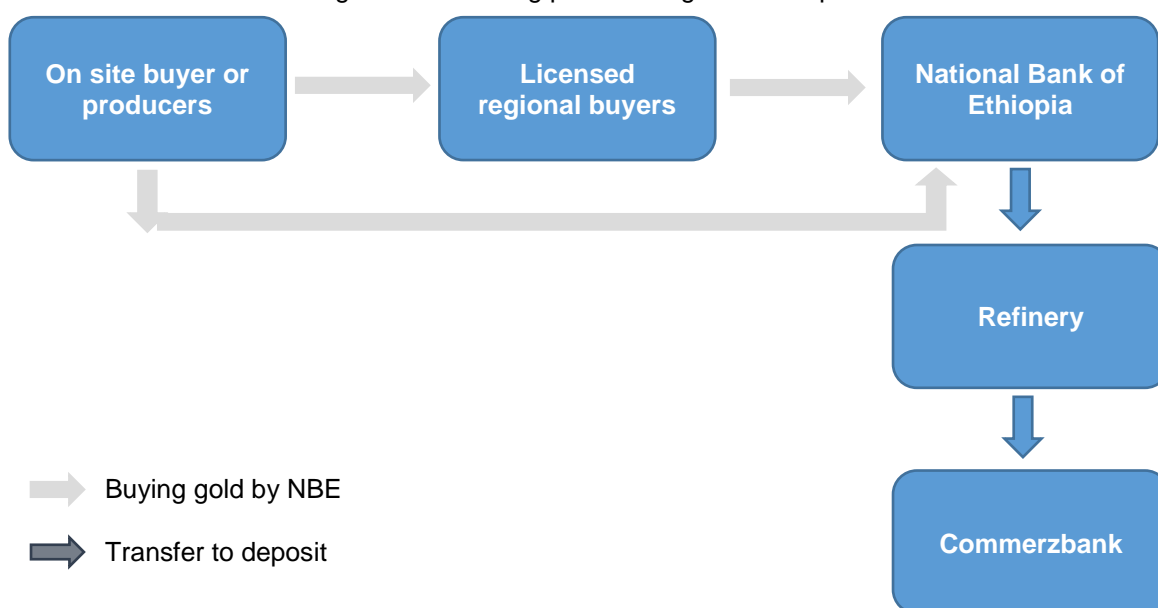 On site buyer or
producers
Licensed
regional buyers
National Bank of
Ethiopia
Refinery
Buying gold by NBE
Transfer to deposit
Commerzbank